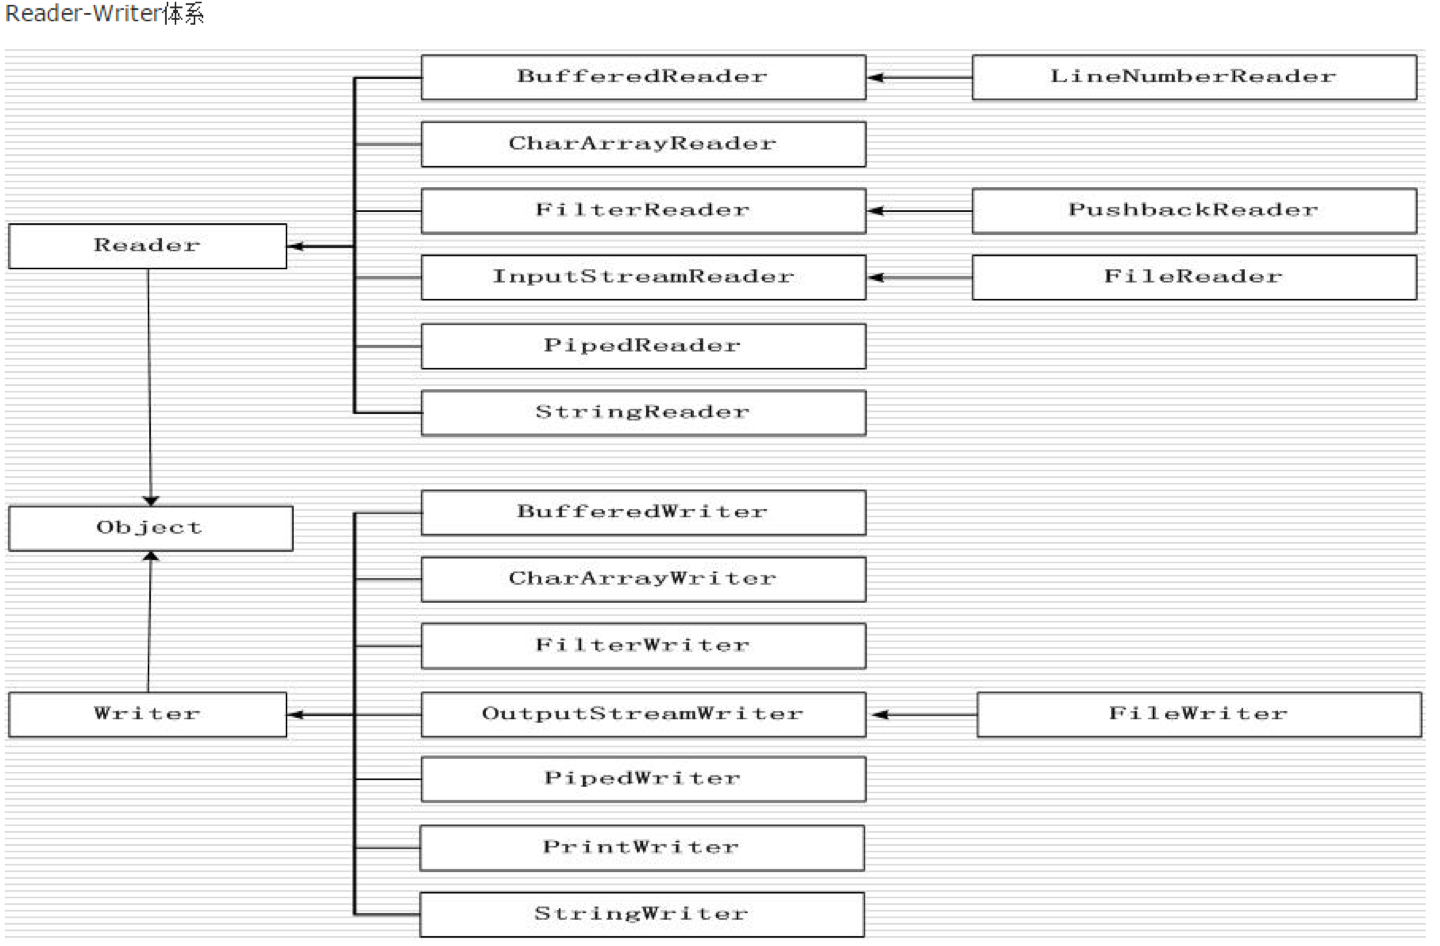 Reader-Writer体系
BufferedReader
LineNumberReader
CharArrayReader
FilterReader
PushbackReader
Reader
InputStreamReader
FileReader
PipedReader
StringReader
BufferedWriter
Object
CharArrayWriter
FilterWriter
Writer
OutputStreamWriter
FileWriter
PipedWriter
PrintWriter
StringWriter